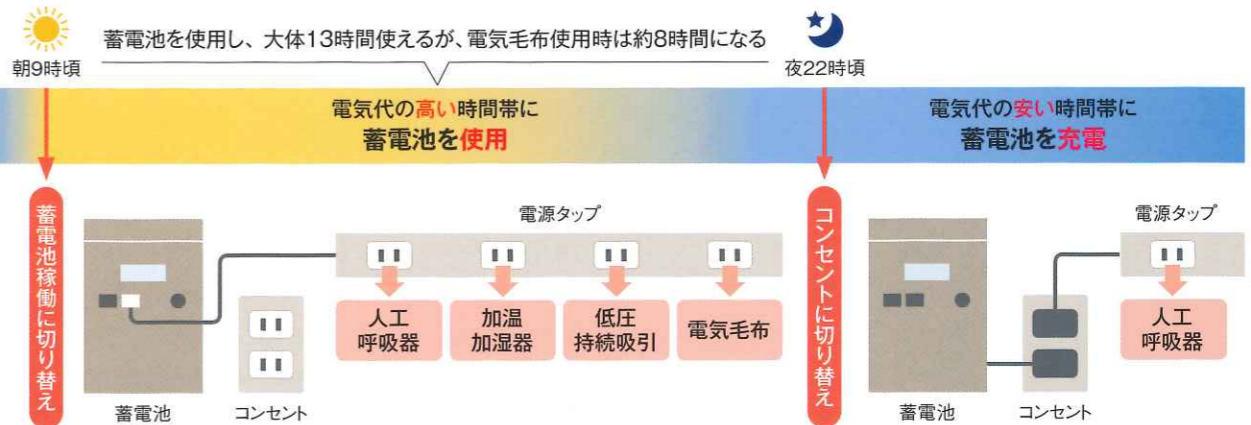 蓄電池を使用し、大体13時間使えるが、電気毛布使用時は約8時間になる
朝9時頃
夜22時頃
電気代の高い時間帯に
蓄電池を使用
電気代の安い時間帯に
蓄電池を充電
蓄電池稼働に切り替え
電源タップ
人工
呼吸器
加温
加湿器
低圧
持続吸引
電気毛布
蓄電池
コンセント
コンセントに切り替え
電源タップ
人工
呼吸器
蓄電池
コンセント